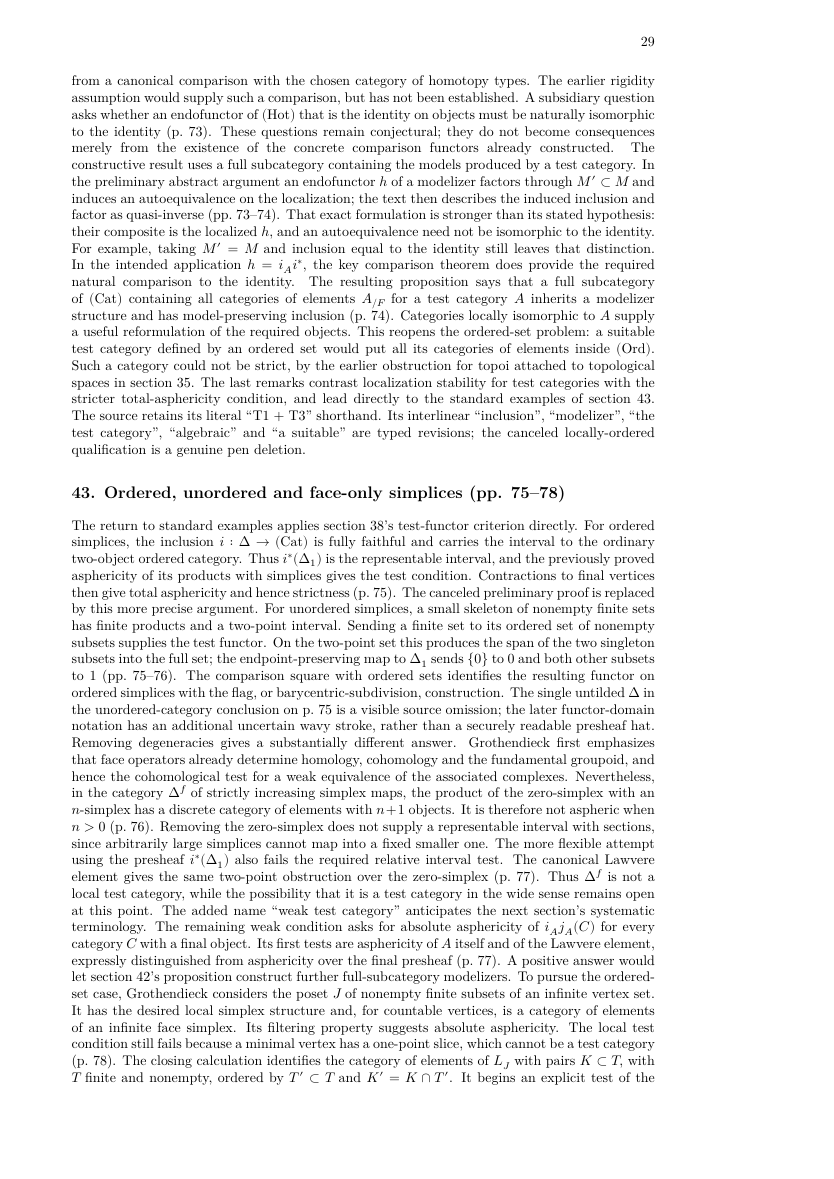 29
from a canonical comparison with the chosen category of homotopy types. The earlier rigidity
assumption would supply such a comparison, but has not been established. A subsidiary question
asks whether an endofunctor of (Hot) that is the identity on objects must be naturally isomorphic
to the identity (p. 73). These questions remain conjectural; they do not become consequences
merely from the existence of the concrete comparison functors already constructed. The
constructive result uses a full subcategory containing the models produced by a test category. In
the preliminary abstract argument an endofunctor h of a modelizer factors through M′ ⊂ M and
induces an autoequivalence on the localization; the text then describes the induced inclusion and
factor as quasi-inverse (pp. 73–74). That exact formulation is stronger than its stated hypothesis:
their composite is the localized h, and an autoequivalence need not be isomorphic to the identity.
For example, taking M′ = M and inclusion equal to the identity still leaves that distinction.
In the intended application h = i_A i*, the key comparison theorem does provide the required
natural comparison to the identity. The resulting proposition says that a full subcategory
of (Cat) containing all categories of elements A_/F for a test category A inherits a modelizer
structure and has model-preserving inclusion (p. 74). Categories locally isomorphic to A supply
a useful reformulation of the required objects. This reopens the ordered-set problem: a suitable
test category defined by an ordered set would put all its categories of elements inside (Ord).
Such a category could not be strict, by the earlier obstruction for topoi attached to topological
spaces in section 35. The last remarks contrast localization stability for test categories with the
stricter total-asphericity condition, and lead directly to the standard examples of section 43.
The source retains its literal “T1 + T3” shorthand. Its interlinear “inclusion”, “modelizer”, “the
test category”, “algebraic” and “a suitable” are typed revisions; the canceled locally-ordered
qualification is a genuine pen deletion.
43. Ordered, unordered and face-only simplices (pp. 75–78)
The return to standard examples applies section 38’s test-functor criterion directly. For ordered
simplices, the inclusion i : Δ → (Cat) is fully faithful and carries the interval to the ordinary
two-object ordered category. Thus i*(Δ₁) is the representable interval, and the previously proved
asphericity of its products with simplices gives the test condition. Contractions to final vertices
then give total asphericity and hence strictness (p. 75). The canceled preliminary proof is replaced
by this more precise argument. For unordered simplices, a small skeleton of nonempty finite sets
has finite products and a two-point interval. Sending a finite set to its ordered set of nonempty
subsets supplies the test functor. On the two-point set this produces the span of the two singleton
subsets into the full set; the endpoint-preserving map to Δ₁ sends {0} to 0 and both other subsets
to 1 (pp. 75–76). The comparison square with ordered sets identifies the resulting functor on
ordered simplices with the flag, or barycentric-subdivision, construction. The single untilded Δ in
the unordered-category conclusion on p. 75 is a visible source omission; the later functor-domain
notation has an additional uncertain wavy stroke, rather than a securely readable presheaf hat.
Removing degeneracies gives a substantially different answer. Grothendieck first emphasizes
that face operators already determine homology, cohomology and the fundamental groupoid, and
hence the cohomological test for a weak equivalence of the associated complexes. Nevertheless,
in the category Δ^f of strictly increasing simplex maps, the product of the zero-simplex with an
n-simplex has a discrete category of elements with n+1 objects. It is therefore not aspheric when
n > 0 (p. 76). Removing the zero-simplex does not supply a representable interval with sections,
since arbitrarily large simplices cannot map into a fixed smaller one. The more flexible attempt
using the presheaf i*(Δ₁) also fails the required relative interval test. The canonical Lawvere
element gives the same two-point obstruction over the zero-simplex (p. 77). Thus Δ^f is not a
local test category, while the possibility that it is a test category in the wide sense remains open
at this point. The added name “weak test category” anticipates the next section’s systematic
terminology. The remaining weak condition asks for absolute asphericity of i_A j_A(C) for every
category C with a final object. Its first tests are asphericity of A itself and of the Lawvere element,
expressly distinguished from asphericity over the final presheaf (p. 77). A positive answer would
let section 42’s proposition construct further full-subcategory modelizers. To pursue the ordered-
set case, Grothendieck considers the poset J of nonempty finite subsets of an infinite vertex set.
It has the desired local simplex structure and, for countable vertices, is a category of elements
of an infinite face simplex. Its filtering property suggests absolute asphericity. The local test
condition still fails because a minimal vertex has a one-point slice, which cannot be a test category
(p. 78). The closing calculation identifies the category of elements of L_J with pairs K ⊂ T, with
T finite and nonempty, ordered by T′ ⊂ T and K′ = K ∩ T′. It begins an explicit test of the